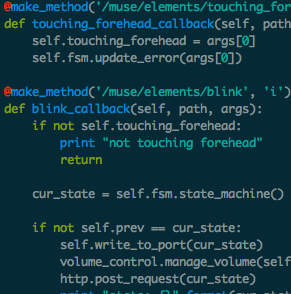 @make_method('/muse/elements/touching_for
def touching_forehead_callback(self, path
    self.touching_forehead = args[0]
    self.fsm.update_error(args[0])

@make_method('/muse/elements/blink', 'i')
def blink_callback(self, path, args):
    if not self.touching_forehead:
        print "not touching forehead"
        return

    cur_state = self.fsm.state_machine()

    if not self.prev == cur_state:
        self.write_to_port(cur_state)
        volume_control.manage_volume(self
        http.post_request(cur_state)